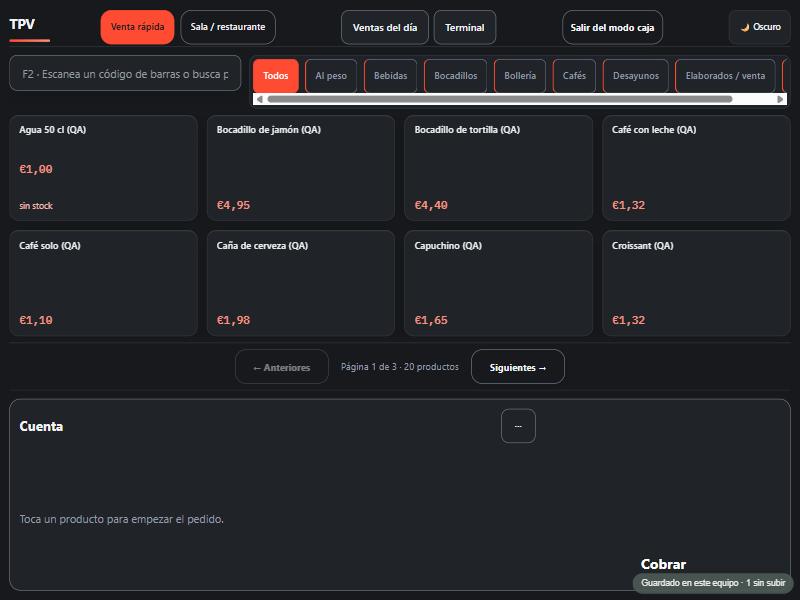 TPV
Venta rápida
Sala / restaurante
Ventas del día
Terminal
Salir del modo caja
🌙 Oscuro
F2 · Escanea un código de barras o busca p
Todos
Al peso
Bebidas
Bocadillos
Bollería
Cafés
Desayunos
Elaborados / venta
Agua 50 cl (QA)
€1,00
sin stock
Bocadillo de jamón (QA)
€4,95
Bocadillo de tortilla (QA)
€4,40
Café con leche (QA)
€1,32
Café solo (QA)
€1,10
Caña de cerveza (QA)
€1,98
Capuchino (QA)
€1,65
Croissant (QA)
€1,32
← Anteriores
Página 1 de 3 · 20 productos
Siguientes →
Cuenta
···
Toca un producto para empezar el pedido.
Cobrar
Guardado en este equipo · 1 sin subir